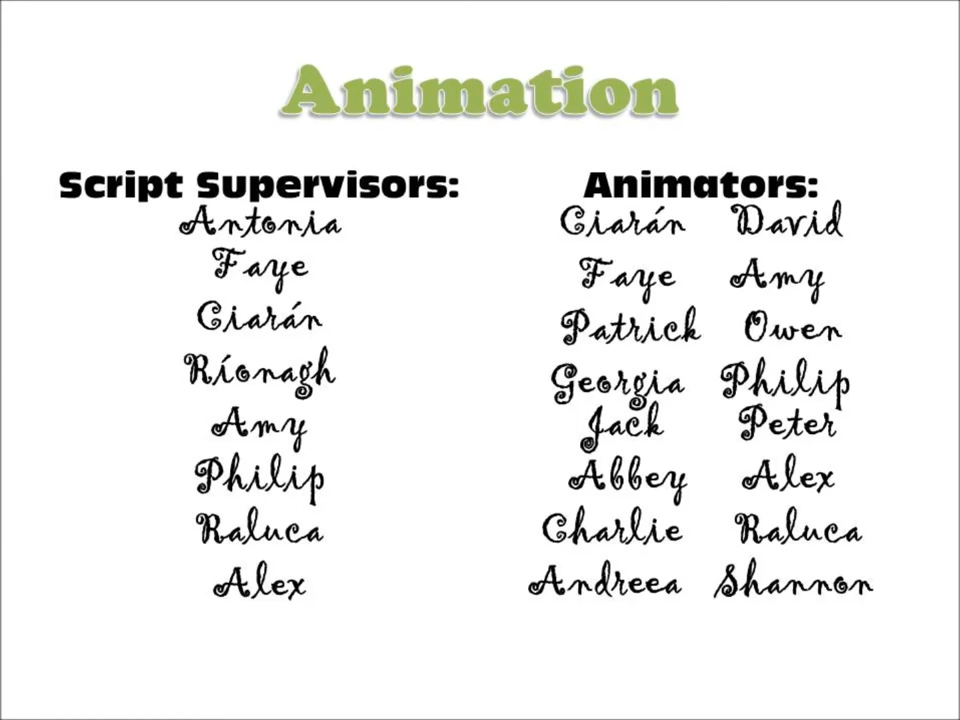 Animation
Script Supervisors:
Antonia
Faye
Ciarán
Ríonagh
Amy
Philip
Raluca
Alex
Animators:
Ciarán David
Faye Amy
Patrick Owen
Georgia Philip
Jack Peter
Abbey Alex
Charlie Raluca
Andreea Shannon